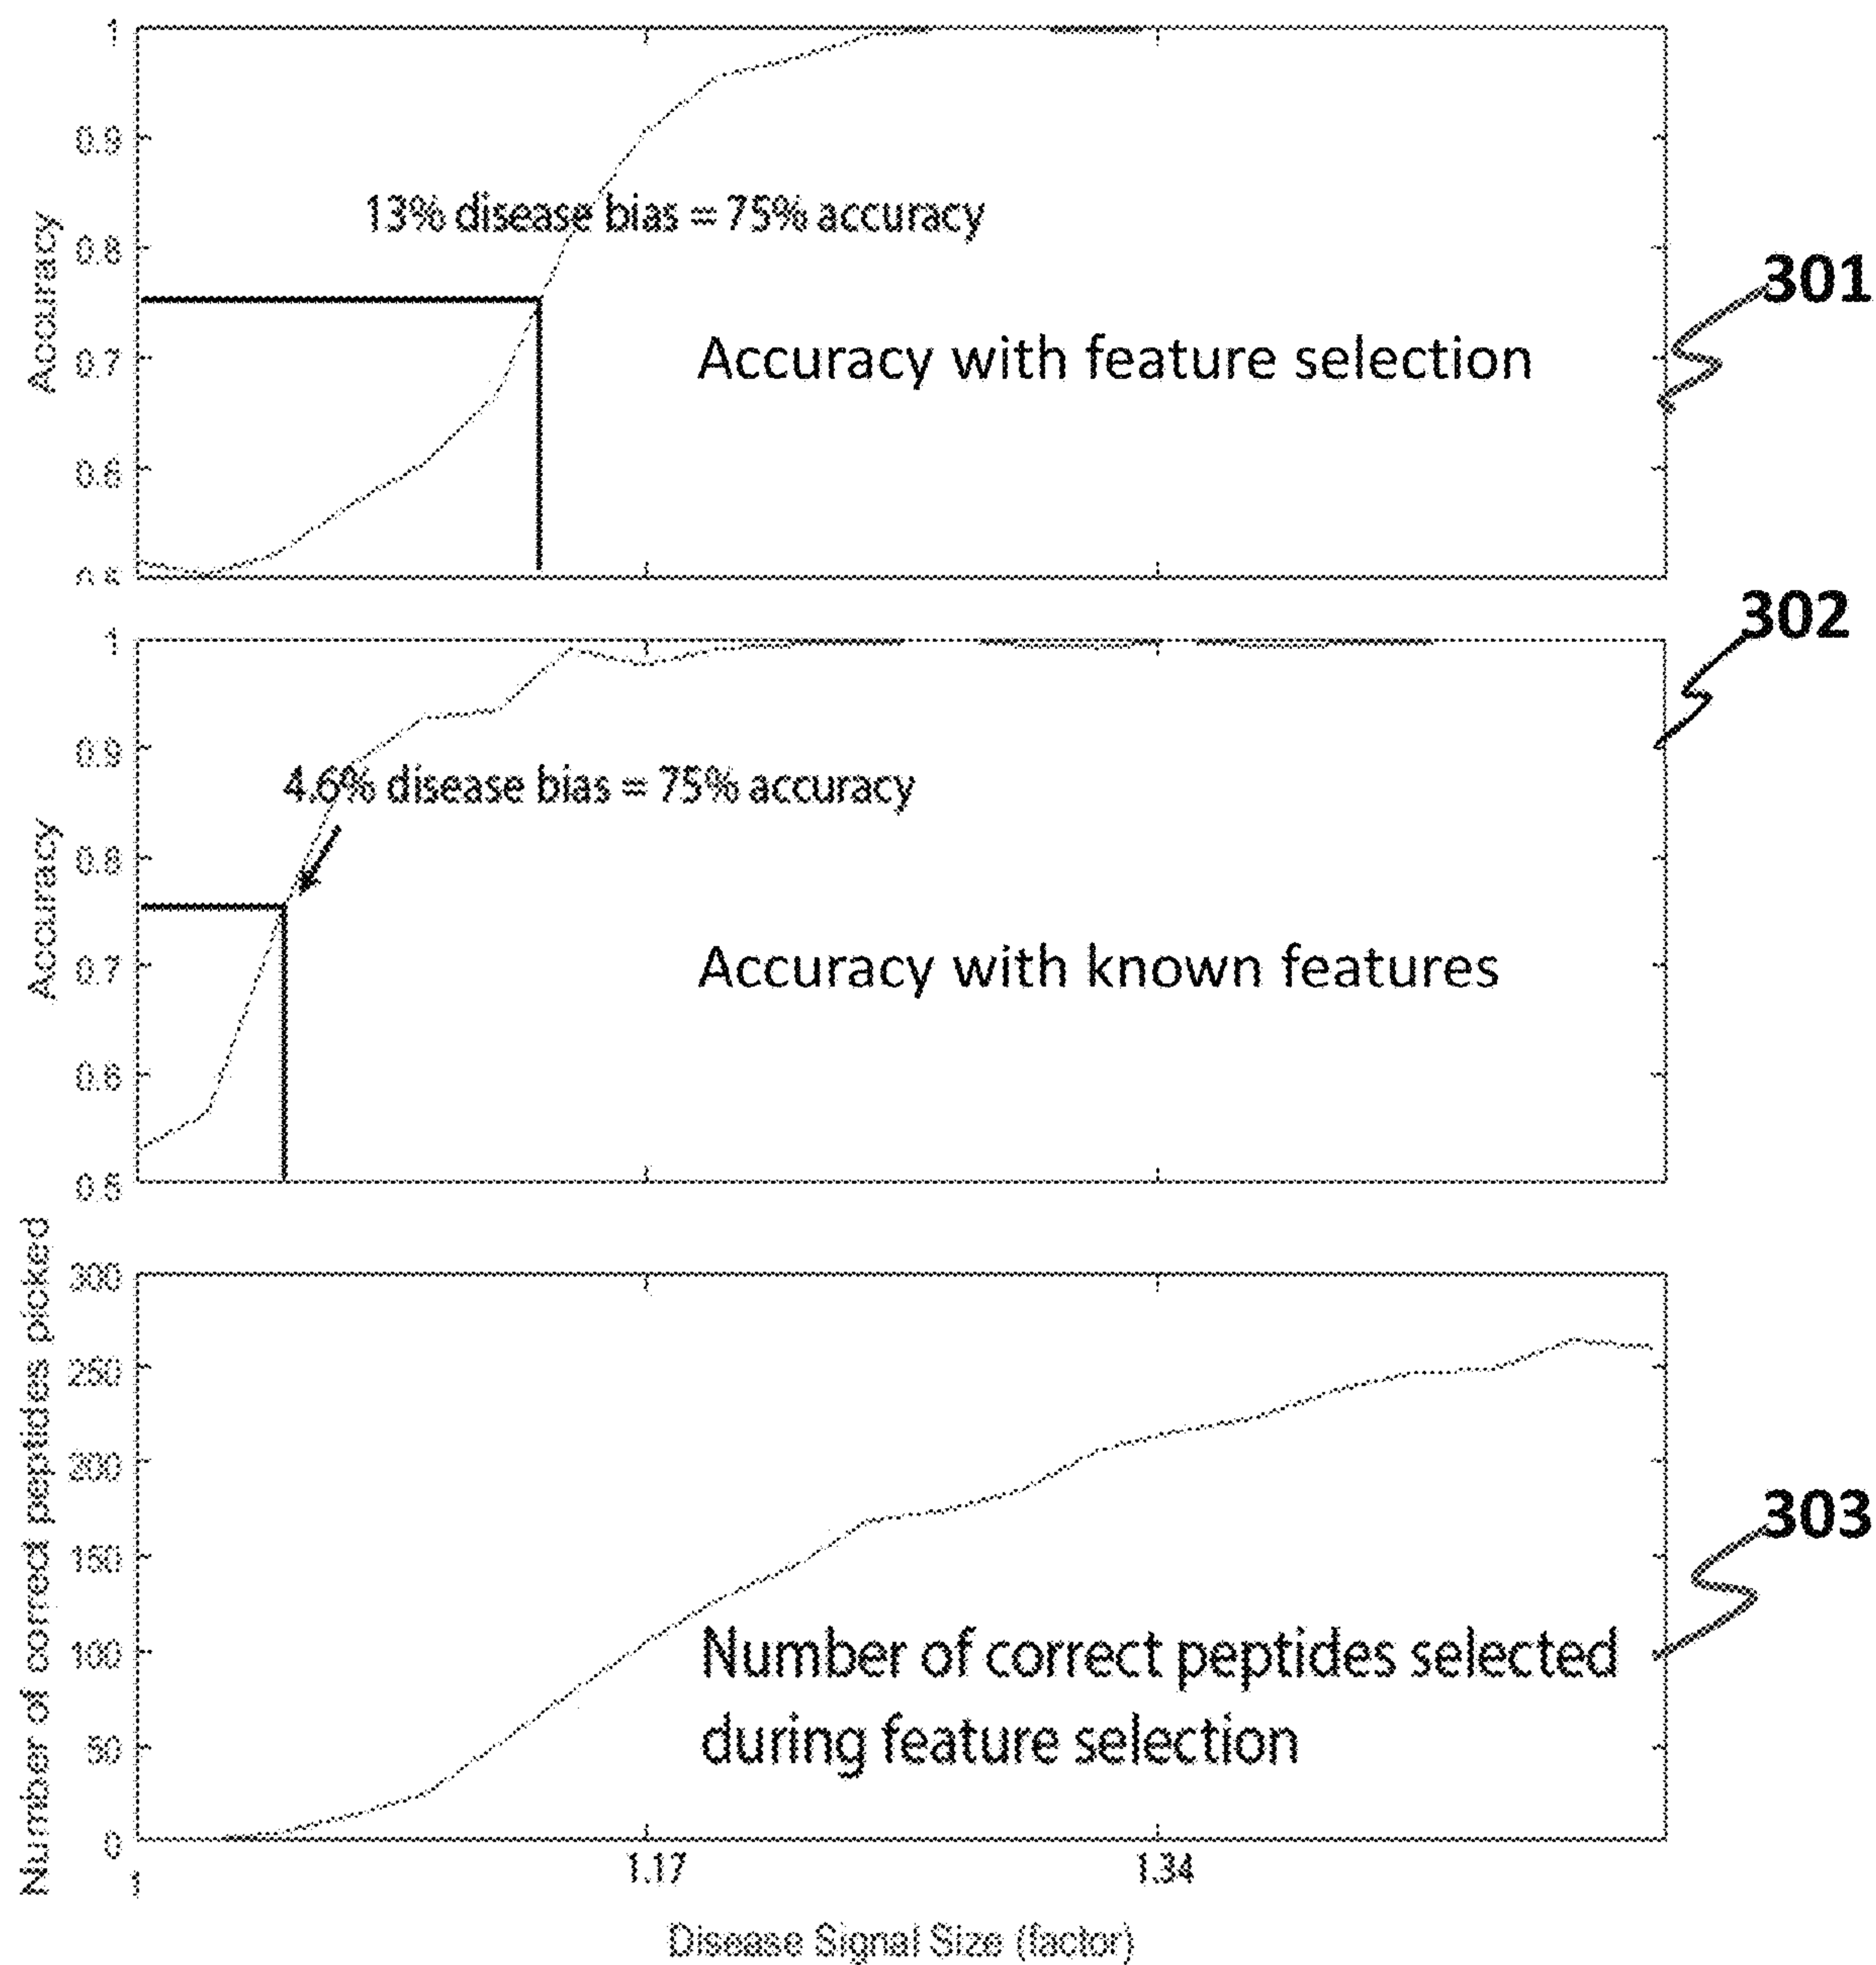 1
0.9
0.8
0.7
0.6
0.5
Accuracy
13% disease bias = 75% accuracy
Accuracy with feature selection
301
1
0.9
0.8
0.7
0.6
0.5
Accuracy
4.6% disease bias = 75% accuracy
Accuracy with known features
302
300
250
200
150
100
50
0
Number of correct peptides picked
Number of correct peptides selected
during feature selection
303
1
1.17
1.34
Disease Signal Size (factor)